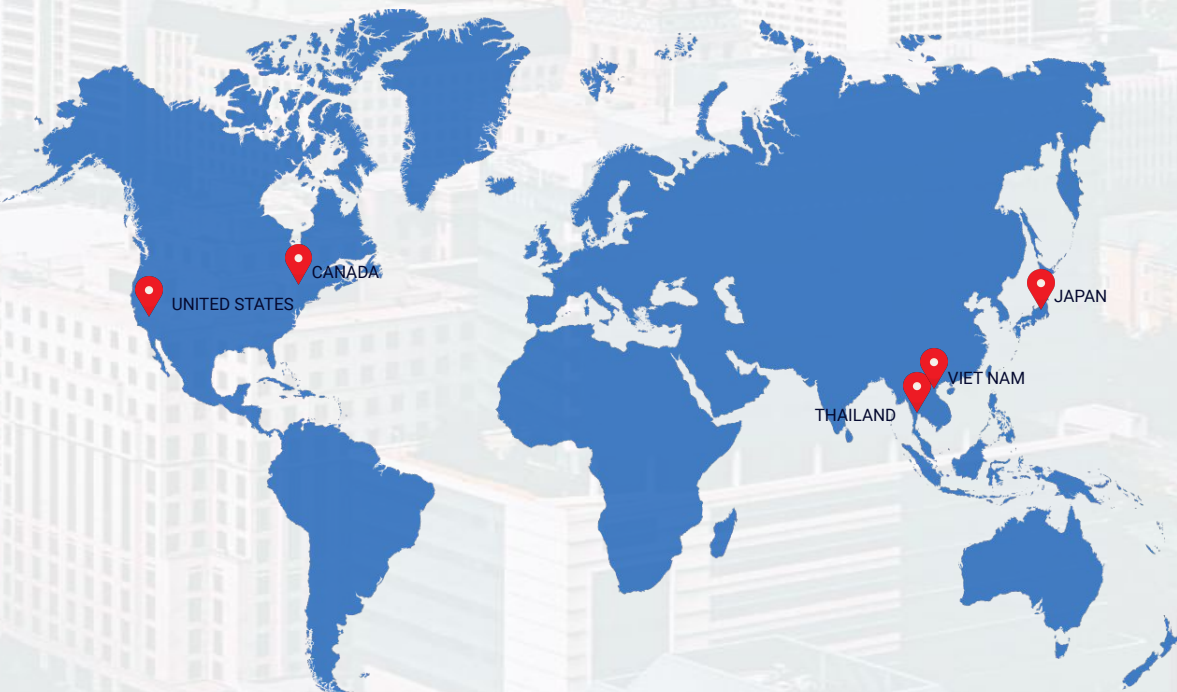 CANADA
UNITED STATES
JAPAN
VIET NAM
THAILAND